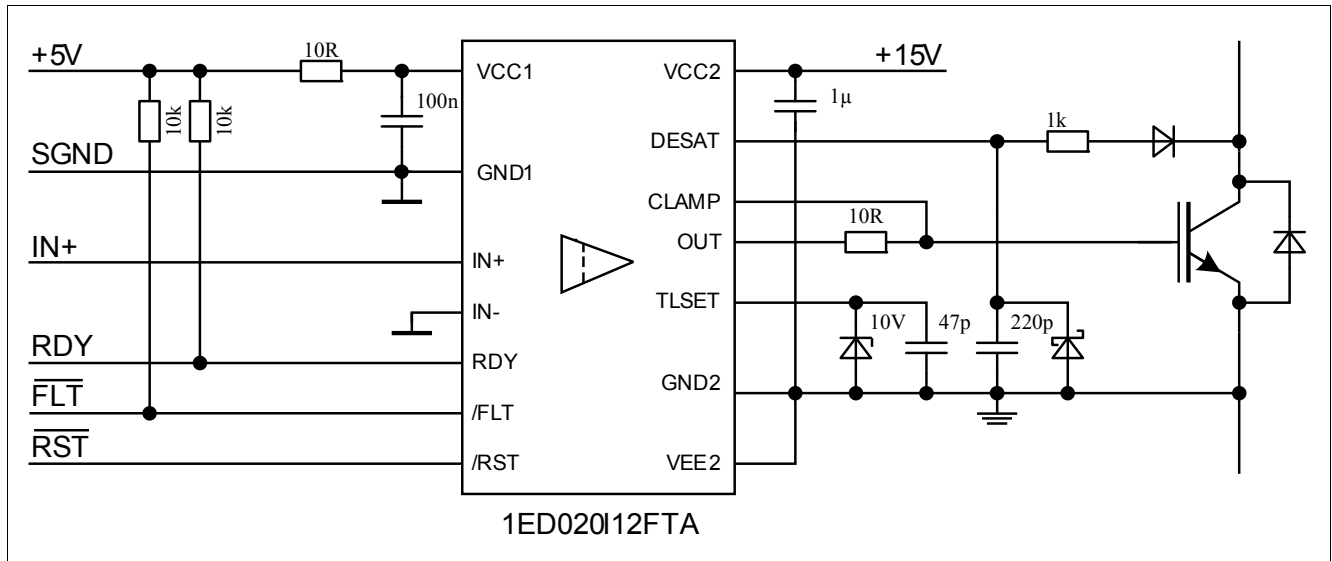 +5V
10R
10k
10k
100n
SGND
IN+
RDY
FLT
RST
VCC1
GND1
IN+
IN-
RDY
/FLT
/RST
VCC2
DESAT
CLAMP
OUT
TLSET
GND2
VEE2
+15V
1µ
1k
10R
10V
47p
220p
1ED020I12FTA